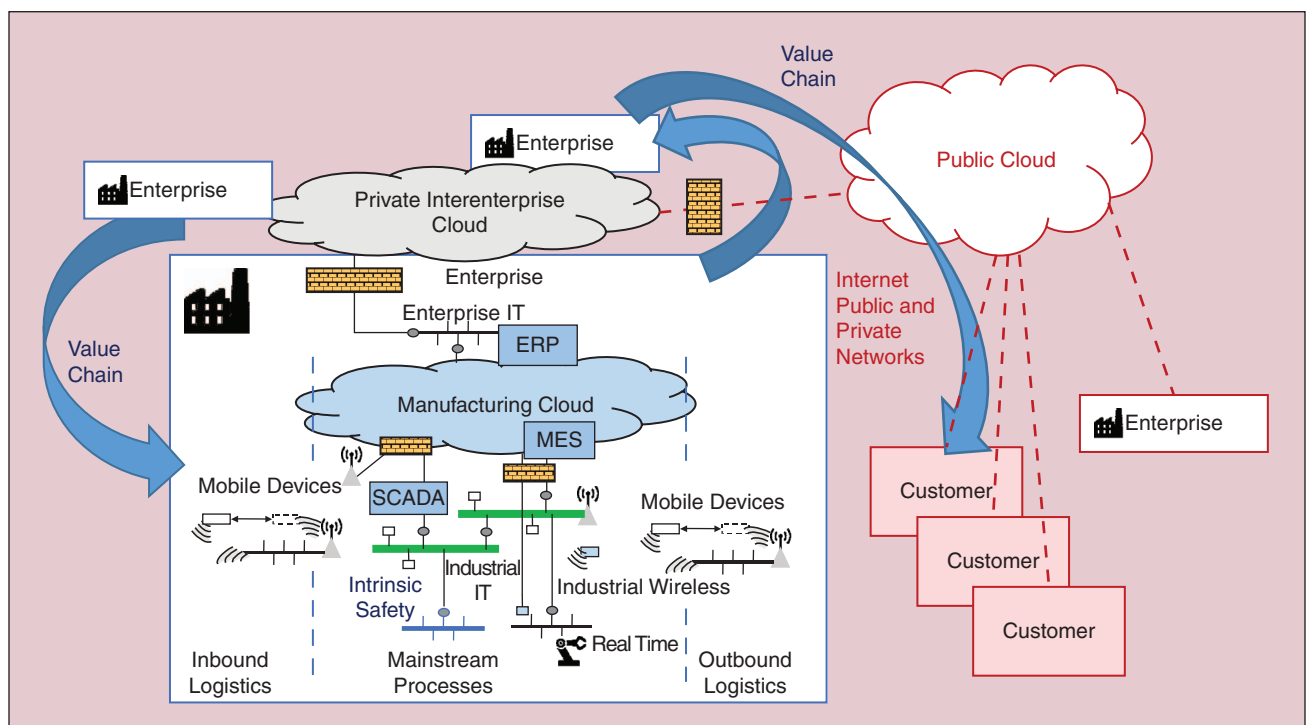 Value
Chain
Enterprise
Public Cloud
Enterprise
Private Interenterprise
Cloud
Enterprise
Internet
Public and
Private
Networks
Enterprise IT
ERP
Value
Chain
Manufacturing Cloud
MES
Enterprise
Mobile Devices
SCADA
Mobile Devices
Customer
Industrial
IT
Industrial Wireless
Intrinsic
Safety
Customer
Real Time
Customer
Inbound
Logistics
Mainstream
Processes
Outbound
Logistics